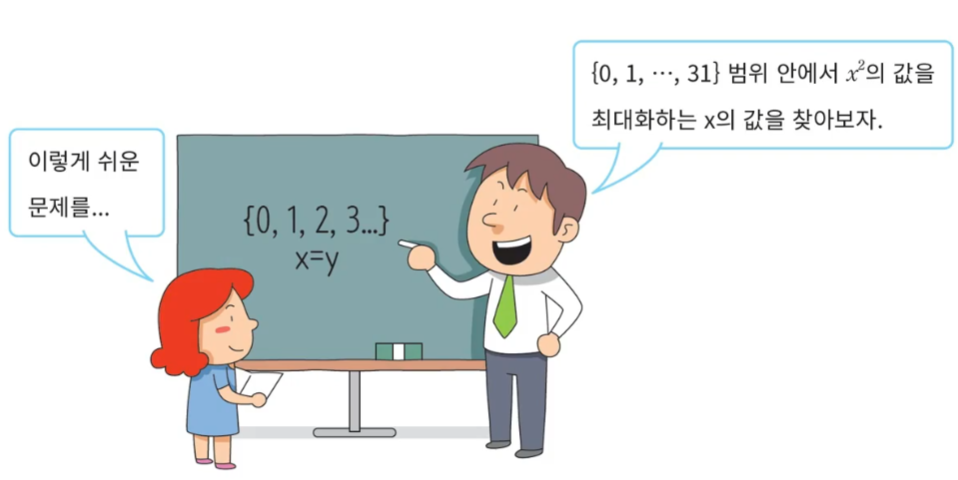 {0, 1, ⋯, 31} 범위 안에서 x²의 값을
최대화하는 x의 값을 찾아보자.
이렇게 쉬운
문제를...
{0, 1, 2, 3...}
x=y